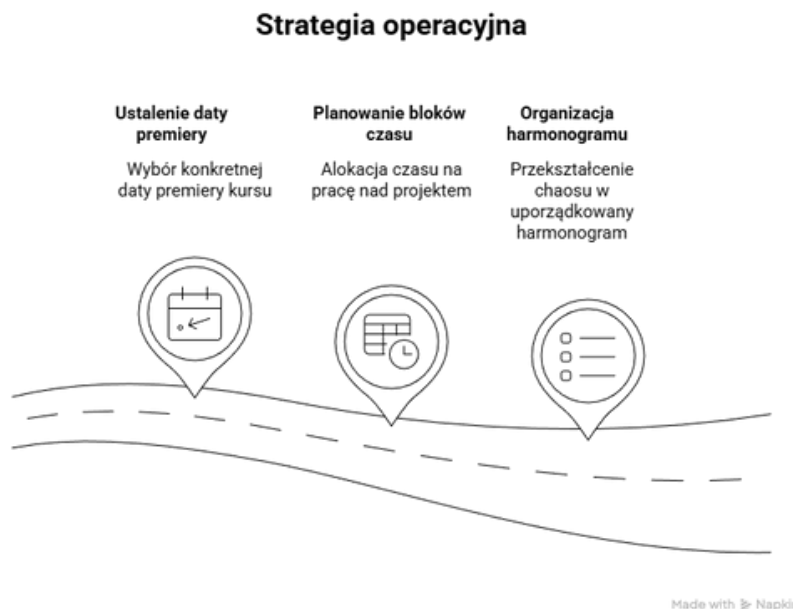 Strategia operacyjna
Ustalenie daty
premiery
Wybór konkretnej
daty premiery kursu
Planowanie bloków
czasu
Alokacja czasu na
pracę nad projektem
Organizacja
harmonogramu
Przekształcenie
chaosu w
uporządkowany
harmonogram
Made with Napki